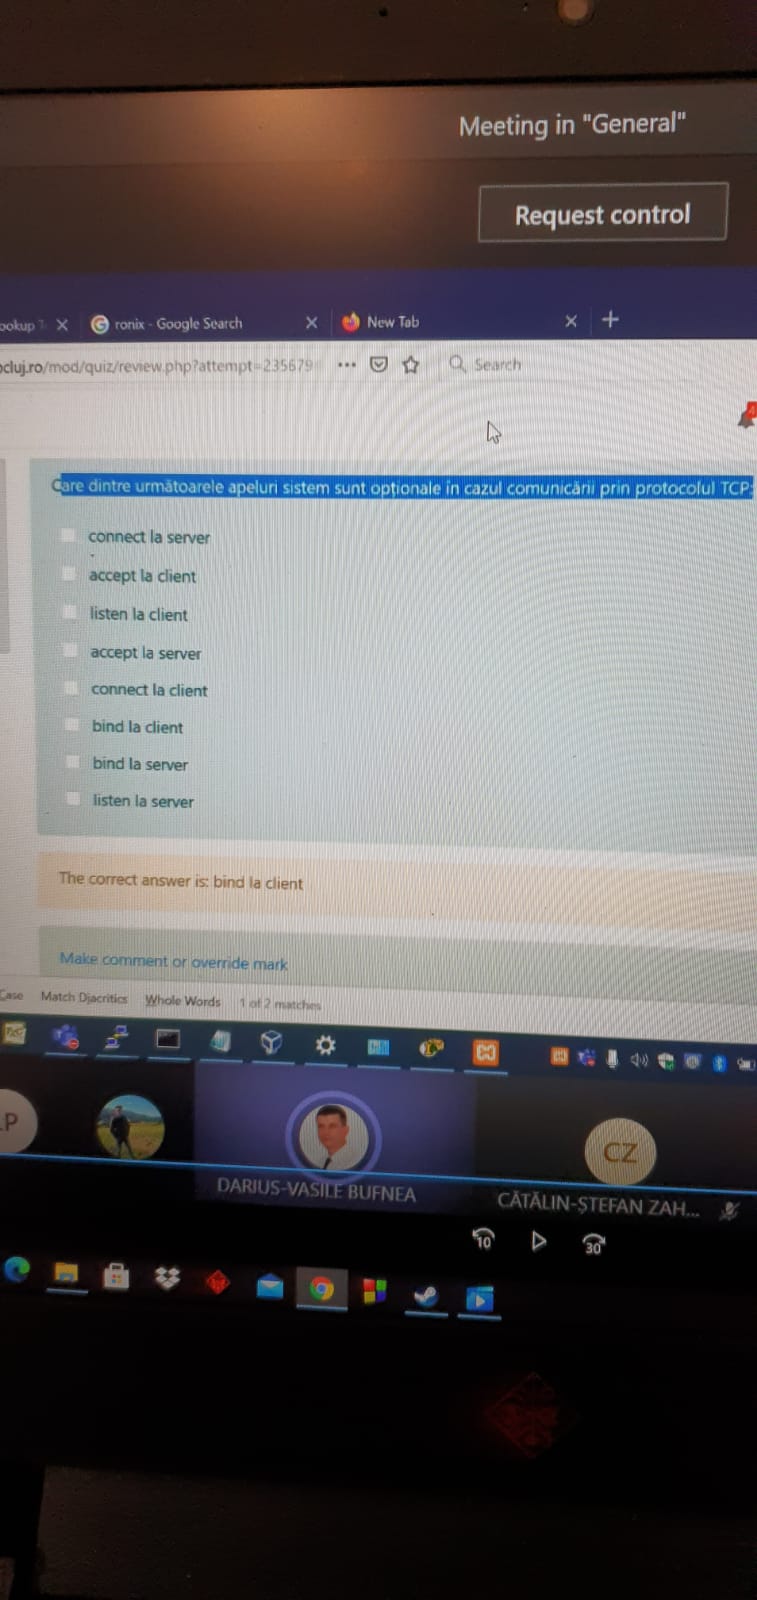 Meeting in "General"
Request control
ookup T
ronix - Google Search
New Tab
cluj.ro/mod/quiz/review.php?attempt=235679
Search
4
Care dintre următoarele apeluri sistem sunt opționale în cazul comunicării prin protocolul TCP:
connect la server
accept la client
listen la client
accept la server
connect la client
bind la client
bind la server
listen la server
The correct answer is: bind la client
Make comment or override mark
Case Match Diacritics Whole Words 1 of 2 matches
P
CZ
DARIUS-VASILE BUFNEA
CĂTĂLIN-ȘTEFAN ZAH...
10
30